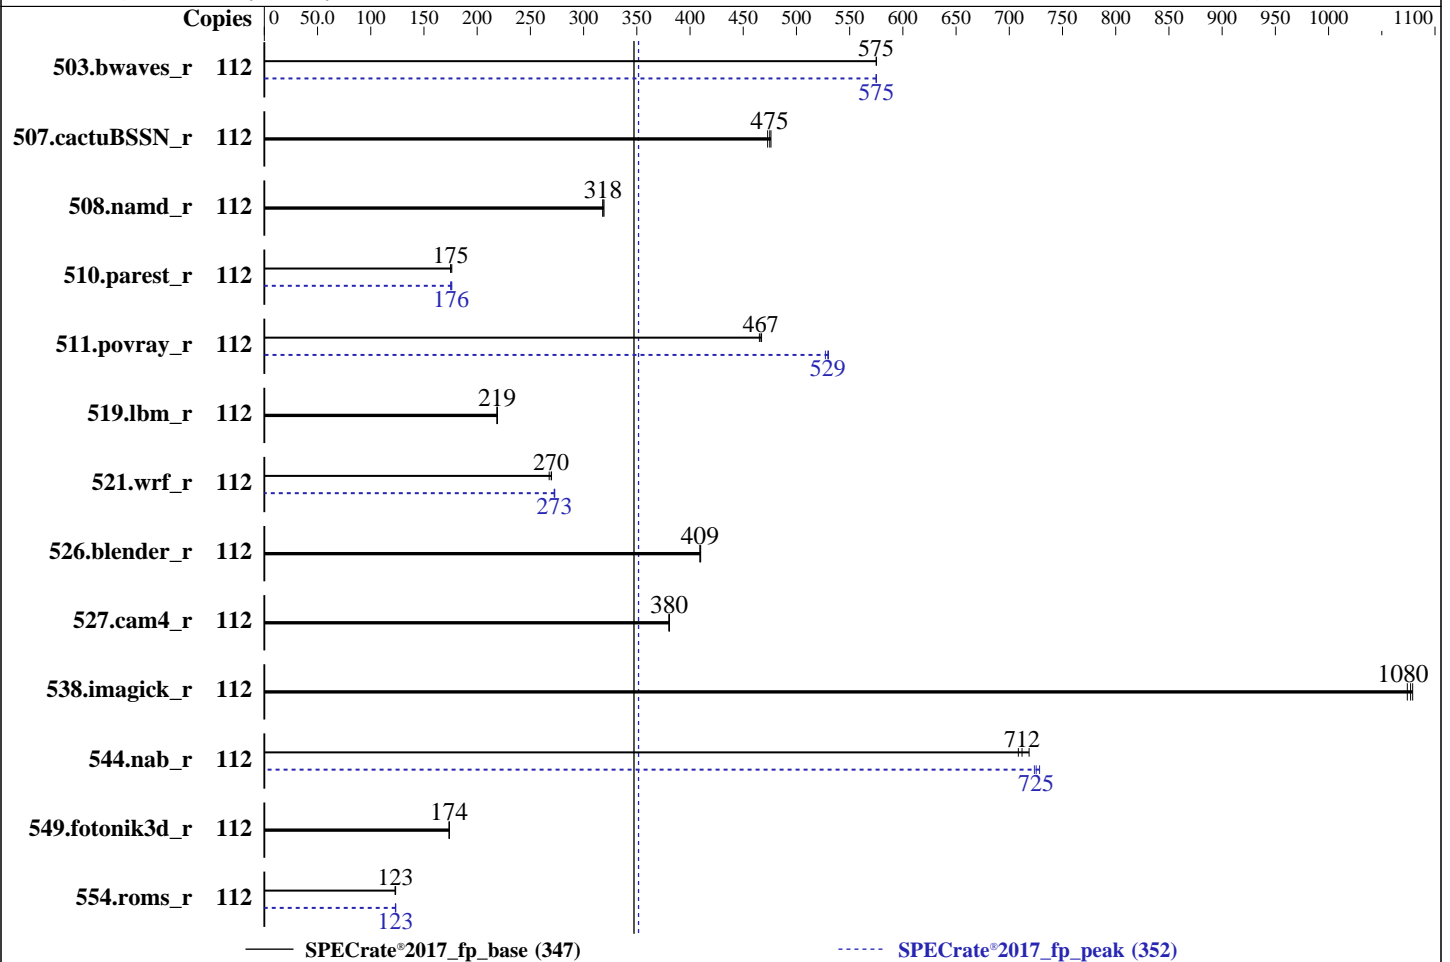 Copies 0 50.0 100 150 200 250 300 350 400 450 500 550 600 650 700 750 800 850 900 950 1000 1100
503.bwaves_r 112 575
575
507.cactuBSSN_r 112 475
508.namd_r 112 318
510.parest_r 112 175
176
511.povray_r 112 467
529
519.lbm_r 112 219
521.wrf_r 112 270
273
526.blender_r 112 409
527.cam4_r 112 380
538.imagick_r 112 1080
544.nab_r 112 712
725
549.fotonik3d_r 112 174
554.roms_r 112 123
123
SPECrate®2017_fp_base (347) SPECrate®2017_fp_peak (352)